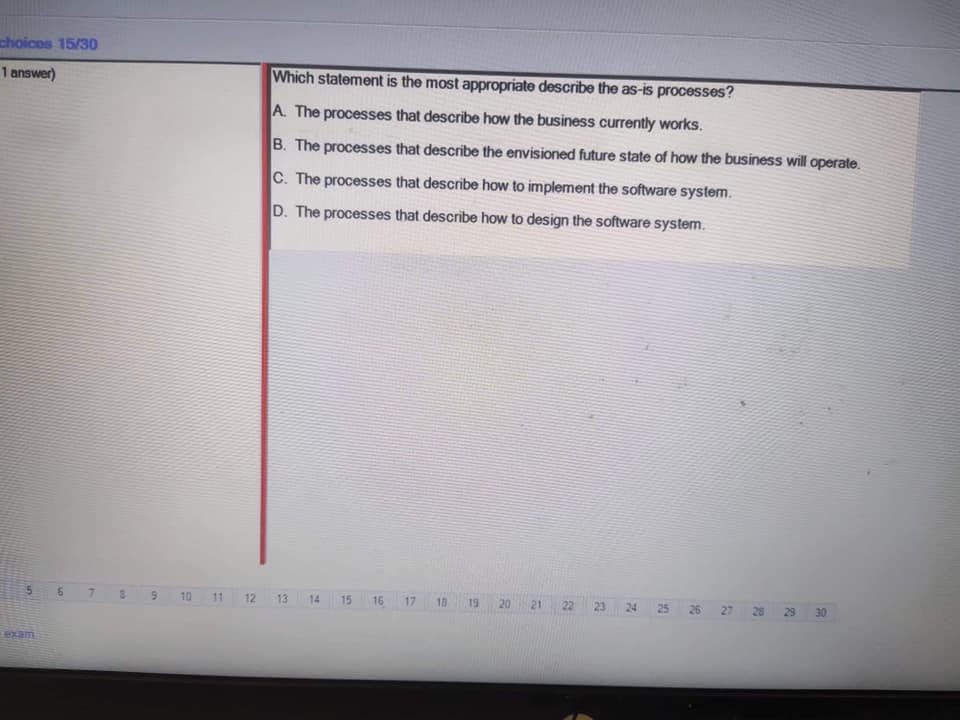 choices 15/30
1 answer)
Which statement is the most appropriate describe the as-is processes?
A. The processes that describe how the business currently works.
B. The processes that describe the envisioned future state of how the business will operate.
C. The processes that describe how to implement the software system.
D. The processes that describe how to design the software system.
5 6 7 8 9 10 11 12 13 14 15 16 17 18 19 20 21 22 23 24 25 26 27 28 29 30
exam